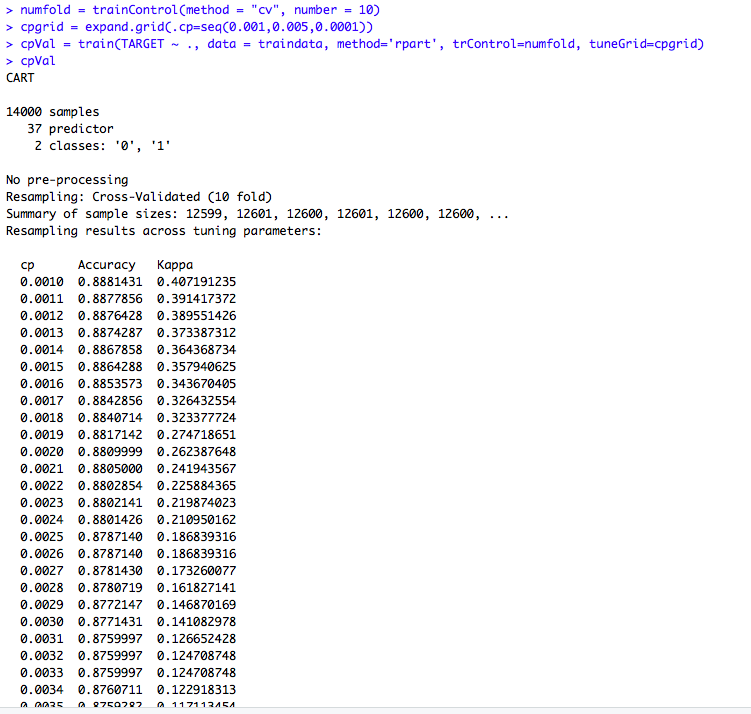 > numfold = trainControl(method = "cv", number = 10)
> cpgrid = expand.grid(.cp=seq(0.001,0.005,0.0001))
> cpVal = train(TARGET ~ ., data = traindata, method='rpart', trControl=numfold, tuneGrid=cpgrid)
> cpVal
CART
14000 samples
37 predictor
2 classes: '0', '1'
No pre-processing
Resampling: Cross-Validated (10 fold)
Summary of sample sizes: 12599, 12601, 12600, 12601, 12600, 12600, ...
Resampling results across tuning parameters:
cp Accuracy Kappa
0.0010 0.8881431 0.407191235
0.0011 0.8877856 0.391417372
0.0012 0.8876428 0.389551426
0.0013 0.8874287 0.373387312
0.0014 0.8867858 0.364368734
0.0015 0.8864288 0.357940625
0.0016 0.8853573 0.343670405
0.0017 0.8842856 0.326432554
0.0018 0.8840714 0.323377724
0.0019 0.8817142 0.274718651
0.0020 0.8809999 0.262387648
0.0021 0.8805000 0.241943567
0.0022 0.8802854 0.225884365
0.0023 0.8802141 0.219874023
0.0024 0.8801426 0.210950162
0.0025 0.8787140 0.186839316
0.0026 0.8787140 0.186839316
0.0027 0.8781430 0.173260077
0.0028 0.8780719 0.161827141
0.0029 0.8772147 0.146870169
0.0030 0.8771431 0.141082978
0.0031 0.8759997 0.126652428
0.0032 0.8759997 0.124708748
0.0033 0.8759997 0.124708748
0.0034 0.8760711 0.122918313
0.0035